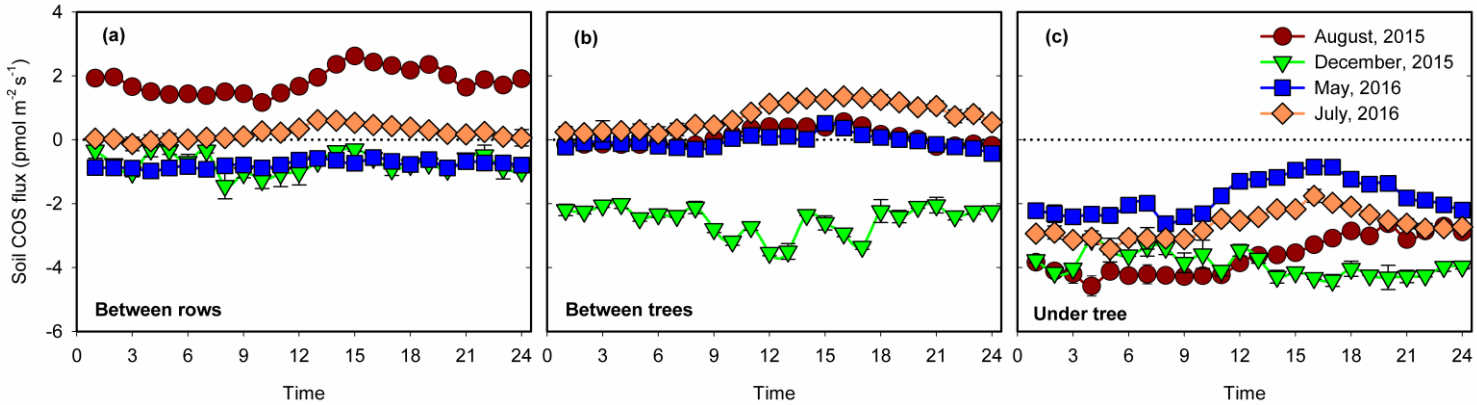 4
2
0
-2
-4
-6
Soil COS flux (pmol m⁻² s⁻¹)
(a)
Between rows
0 3 6 9 12 15 18 21 24
Time
(b)
Between trees
0 3 6 9 12 15 18 21 24
Time
(c)
August, 2015
December, 2015
May, 2016
July, 2016
Under tree
0 3 6 9 12 15 18 21 24
Time